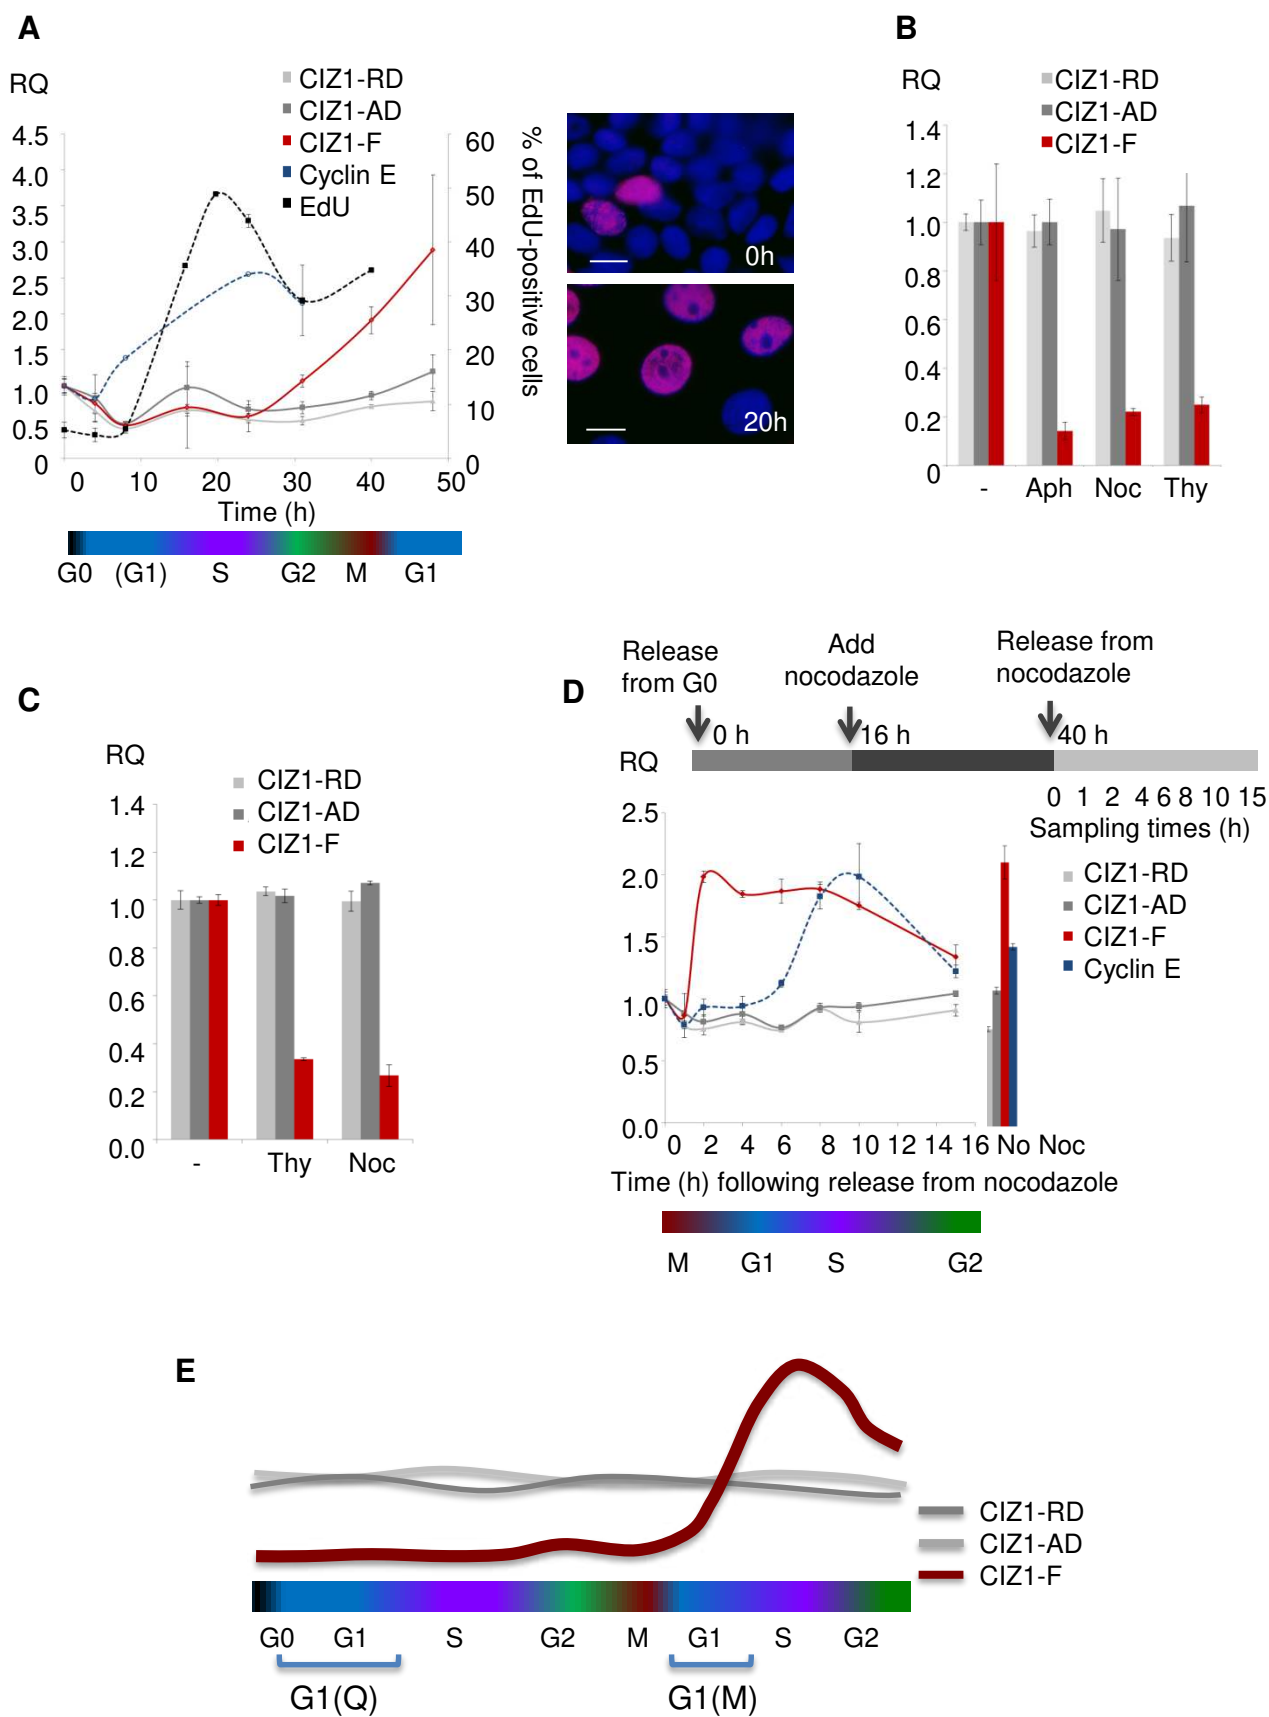 A
RQ
CIZ1-RD
CIZ1-AD
CIZ1-F
Cyclin E
EdU
4.5
4.0
3.5
3.0
2.5
2.0
1.5
1.0
0.5
0
60
50
40
30
20
10
0
% of EdU-positive cells
0 10 20 30 40 50
Time (h)
G0 (G1) S G2 M G1
0h
20h
B
RQ
CIZ1-RD
CIZ1-AD
CIZ1-F
1.4
1.2
1.0
0.8
0.6
0.4
0.2
0
- Aph Noc Thy
C
RQ
CIZ1-RD
CIZ1-AD
CIZ1-F
1.4
1.2
1.0
0.8
0.6
0.4
0.2
0.0
- Thy Noc
D
Release
from G0
Add
nocodazole
Release from
nocodazole
0 h 16 h 40 h
0 1 2 4 6 8 10 15
Sampling times (h)
RQ
CIZ1-RD
CIZ1-AD
CIZ1-F
Cyclin E
2.5
2.0
1.5
1.0
0.5
0.0
0 2 4 6 8 10 12 14 16 No Noc
Time (h) following release from nocodazole
M G1 S G2
E
CIZ1-RD
CIZ1-AD
CIZ1-F
G0 G1 S G2 M G1 S G2
G1(Q) G1(M)